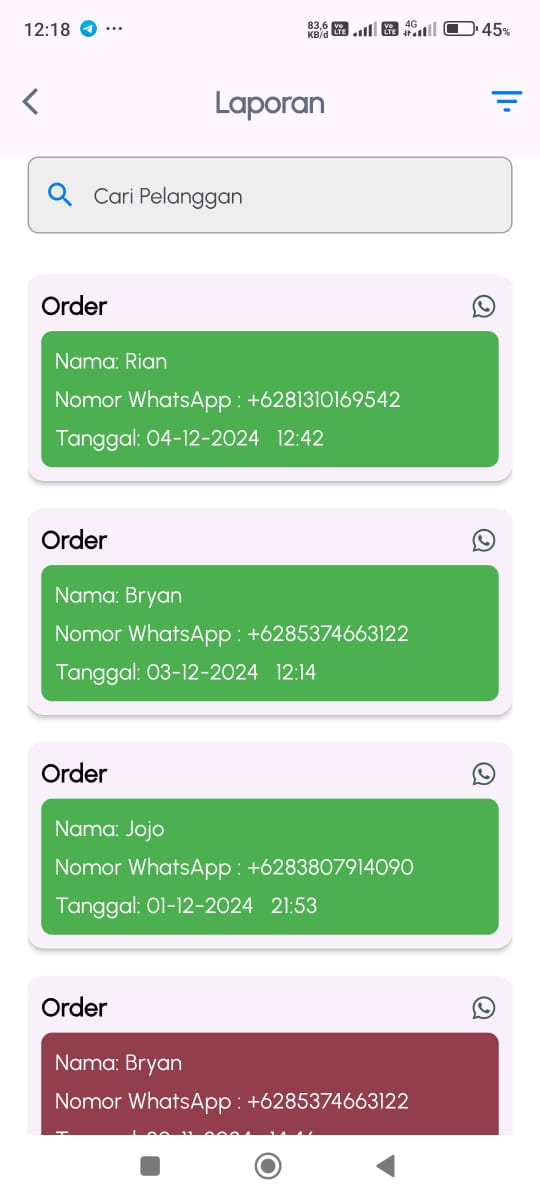 12:18
83,6 KB/d
Vo LTE
Vo LTE
4G
45%
Laporan
Cari Pelanggan
Order
Nama: Rian
Nomor WhatsApp : +6281310169542
Tanggal: 04-12-2024 12:42
Order
Nama: Bryan
Nomor WhatsApp : +6285374663122
Tanggal: 03-12-2024 12:14
Order
Nama: Jojo
Nomor WhatsApp : +6283807914090
Tanggal: 01-12-2024 21:53
Order
Nama: Bryan
Nomor WhatsApp : +6285374663122